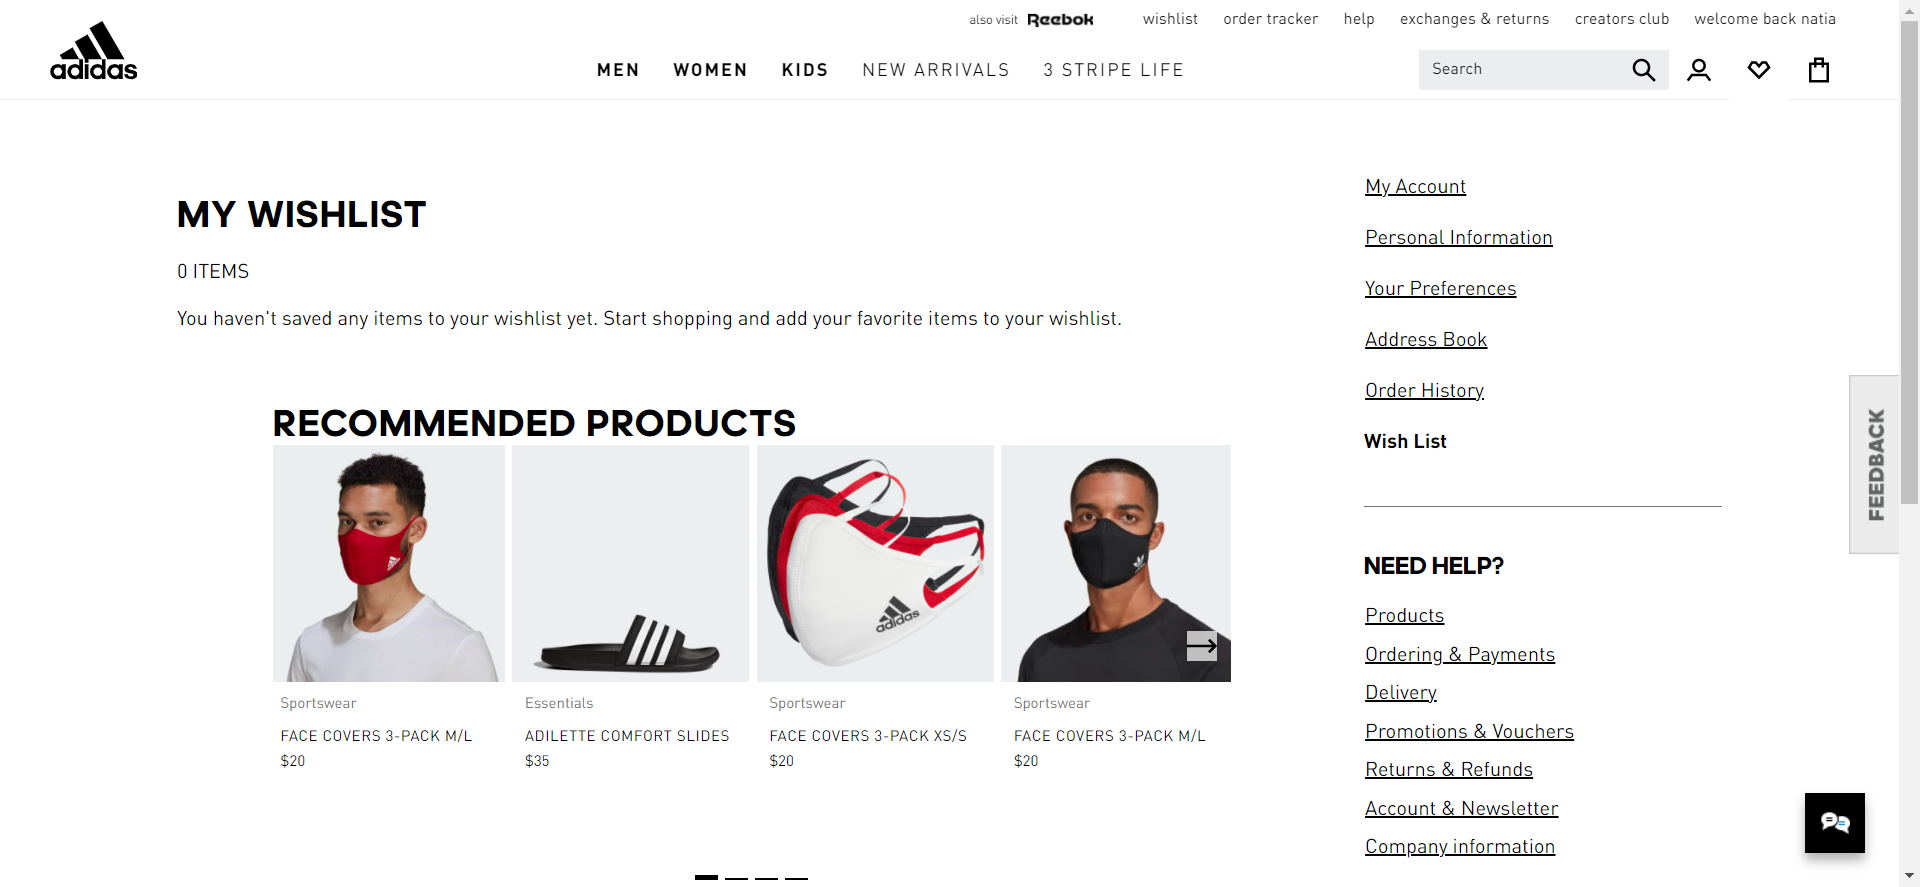 also visit Reebok wishlist order tracker help exchanges & returns creators club welcome back natia
adidas
MEN WOMEN KIDS NEW ARRIVALS 3 STRIPE LIFE
Search
MY WISHLIST
0 ITEMS
You haven't saved any items to your wishlist yet. Start shopping and add your favorite items to your wishlist.
RECOMMENDED PRODUCTS
adidas
Sportswear
FACE COVERS 3-PACK M/L
$20
Essentials
ADILETTE COMFORT SLIDES
$35
Sportswear
FACE COVERS 3-PACK XS/S
$20
Sportswear
FACE COVERS 3-PACK M/L
$20
My Account
Personal Information
Your Preferences
Address Book
Order History
Wish List
NEED HELP?
Products
Ordering & Payments
Delivery
Promotions & Vouchers
Returns & Refunds
Account & Newsletter
Company information
FEEDBACK